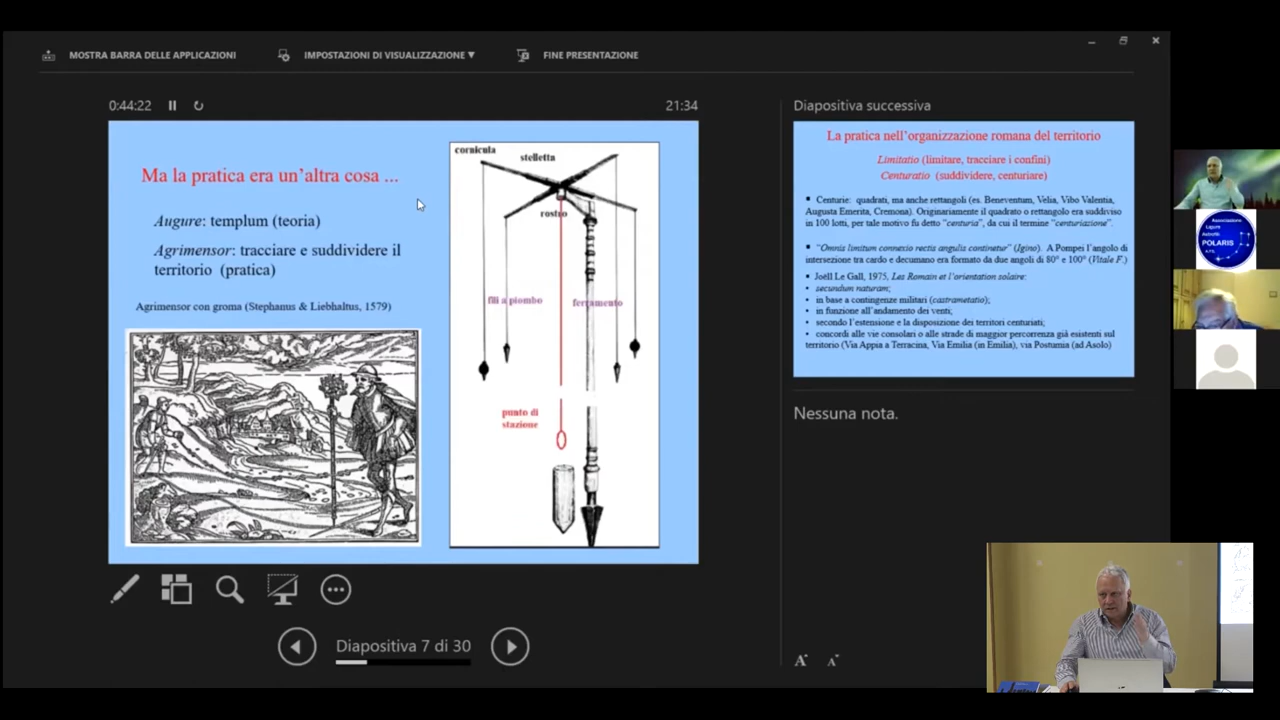 MOSTRA BARRA DELLE APPLICAZIONI
IMPOSTAZIONI DI VISUALIZZAZIONE ▼
FINE PRESENTAZIONE
0:44:22
21:34
Ma la pratica era un'altra cosa ...
Augure: templum (teoria)
Agrimensor: tracciare e suddividere il
territorio (pratica)
Agrimensor con groma (Stephanus & Liebhaltus, 1579)
cornicula
stelletta
rostro
fili a piombo
ferramento
punto di
stazione
Diapositiva 7 di 30
Diapositiva successiva
La pratica nell'organizzazione romana del territorio
Limitatio (limitare, tracciare i confini)
Centuratio (suddividere, centuriare)
▪ Centurie: quadrati, ma anche rettangoli (es. Beneventum, Velia, Vibo Valentia,
Augusta Emerita, Cremona). Originariamente il quadrato o rettangolo era suddiviso
in 100 lotti, per tale motivo fu detto "centuria", da cui il termine "centuriazione".
▪ "Omnis limitum connexio rectis angulis continetur" (Igino). A Pompei l'angolo di
intersezione tra cardo e decumano era formato da due angoli di 80° e 100° (Vitale F.)
• Joëll Le Gall, 1975, Les Romain et l'orientation solaire:
• secundum naturam;
• in base a contingenze militari (castrametatio);
• in funzione all'andamento dei venti;
• secondo l'estensione e la disposizione dei territori centuriati;
• concordi alle vie consolari o alle strade di maggior percorrenza già esistenti sul
territorio (Via Appia a Terracina, Via Emilia (in Emilia), via Postumia (ad Asolo)
Nessuna nota.
A A
Associazione
Ligure
Astrofili
POLARIS